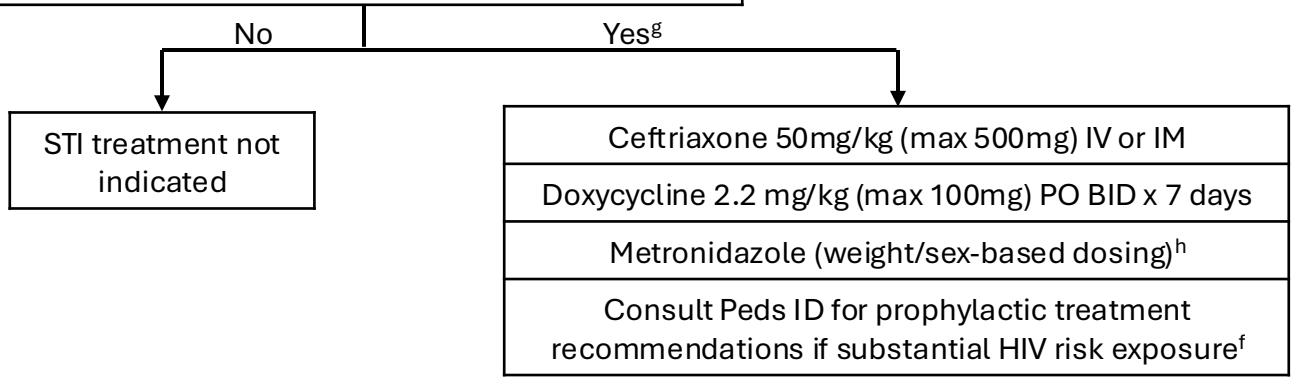 No
Yesᵍ
STI treatment not
indicated
Ceftriaxone 50mg/kg (max 500mg) IV or IM
Doxycycline 2.2 mg/kg (max 100mg) PO BID x 7 days
Metronidazole (weight/sex-based dosing)ʰ
Consult Peds ID for prophylactic treatment
recommendations if substantial HIV risk exposureᶠ